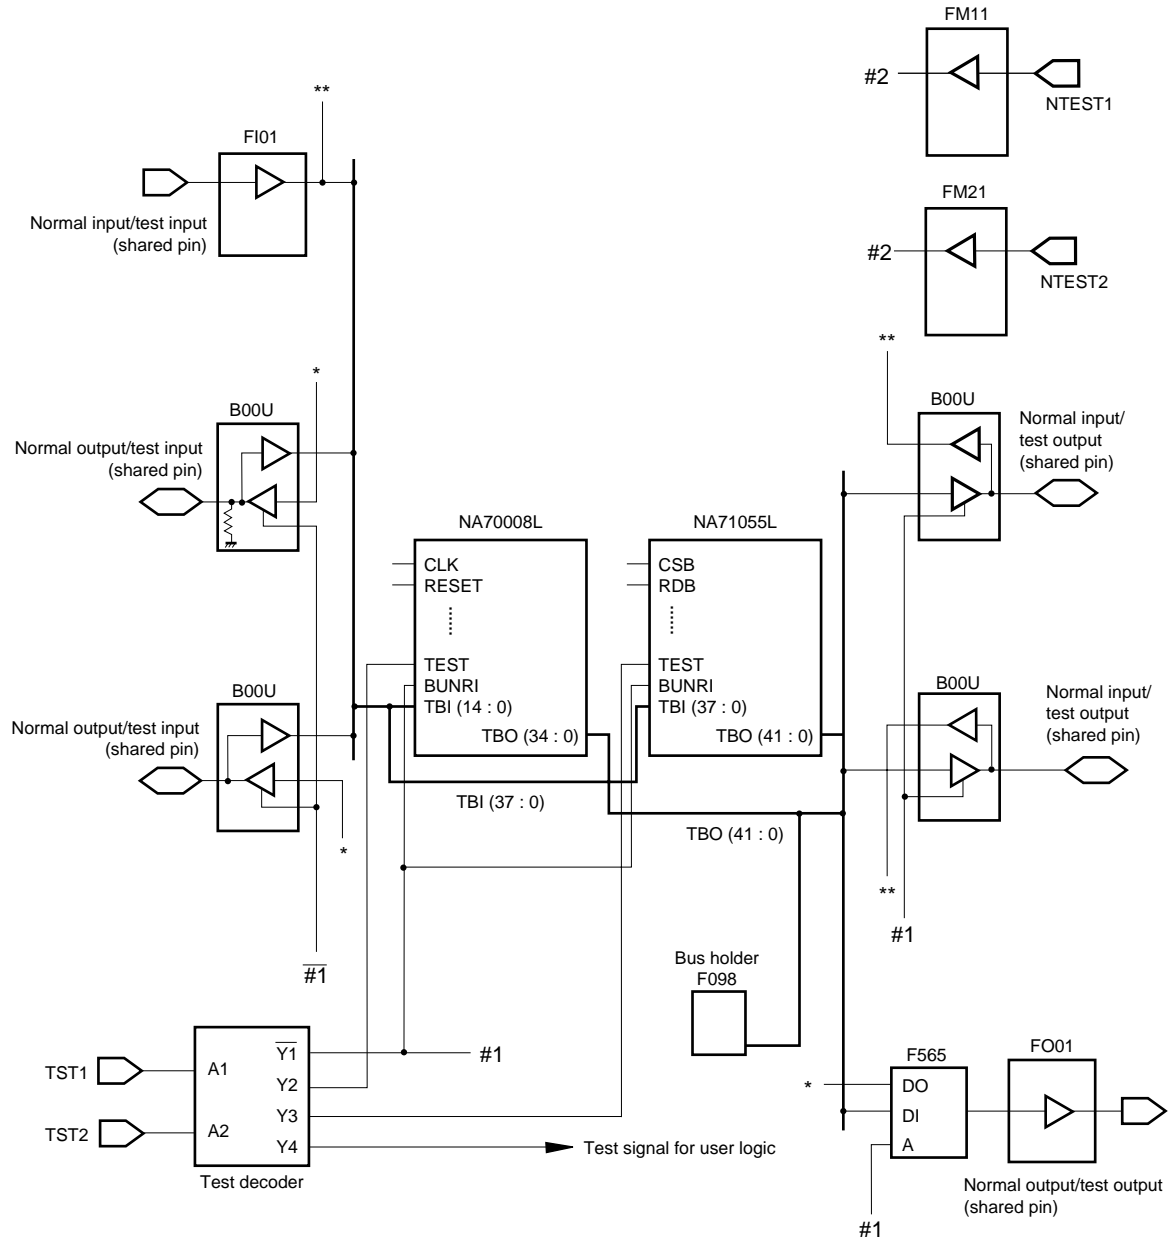 FM11
#2
NTEST1
**
FI01
Normal input/test input
(shared pin)
FM21
#2
NTEST2
**
*
B00U
Normal output/test input
(shared pin)
B00U
Normal input/
test output
(shared pin)
NA70008L
CLK
RESET
TEST
BUNRI
TBI (14 : 0)
TBO (34 : 0)
NA71055L
CSB
RDB
TEST
BUNRI
TBI (37 : 0)
TBO (41 : 0)
B00U
Normal output/test input
(shared pin)
*
B00U
Normal input/
test output
(shared pin)
TBI (37 : 0)
TBO (41 : 0)
**
#1
#1
Bus holder
F098
TST1
TST2
A1
A2
Y1
Y2
Y3
Y4
Test decoder
#1
Test signal for user logic
F565
*
DO
DI
A
#1
FO01
Normal output/test output
(shared pin)